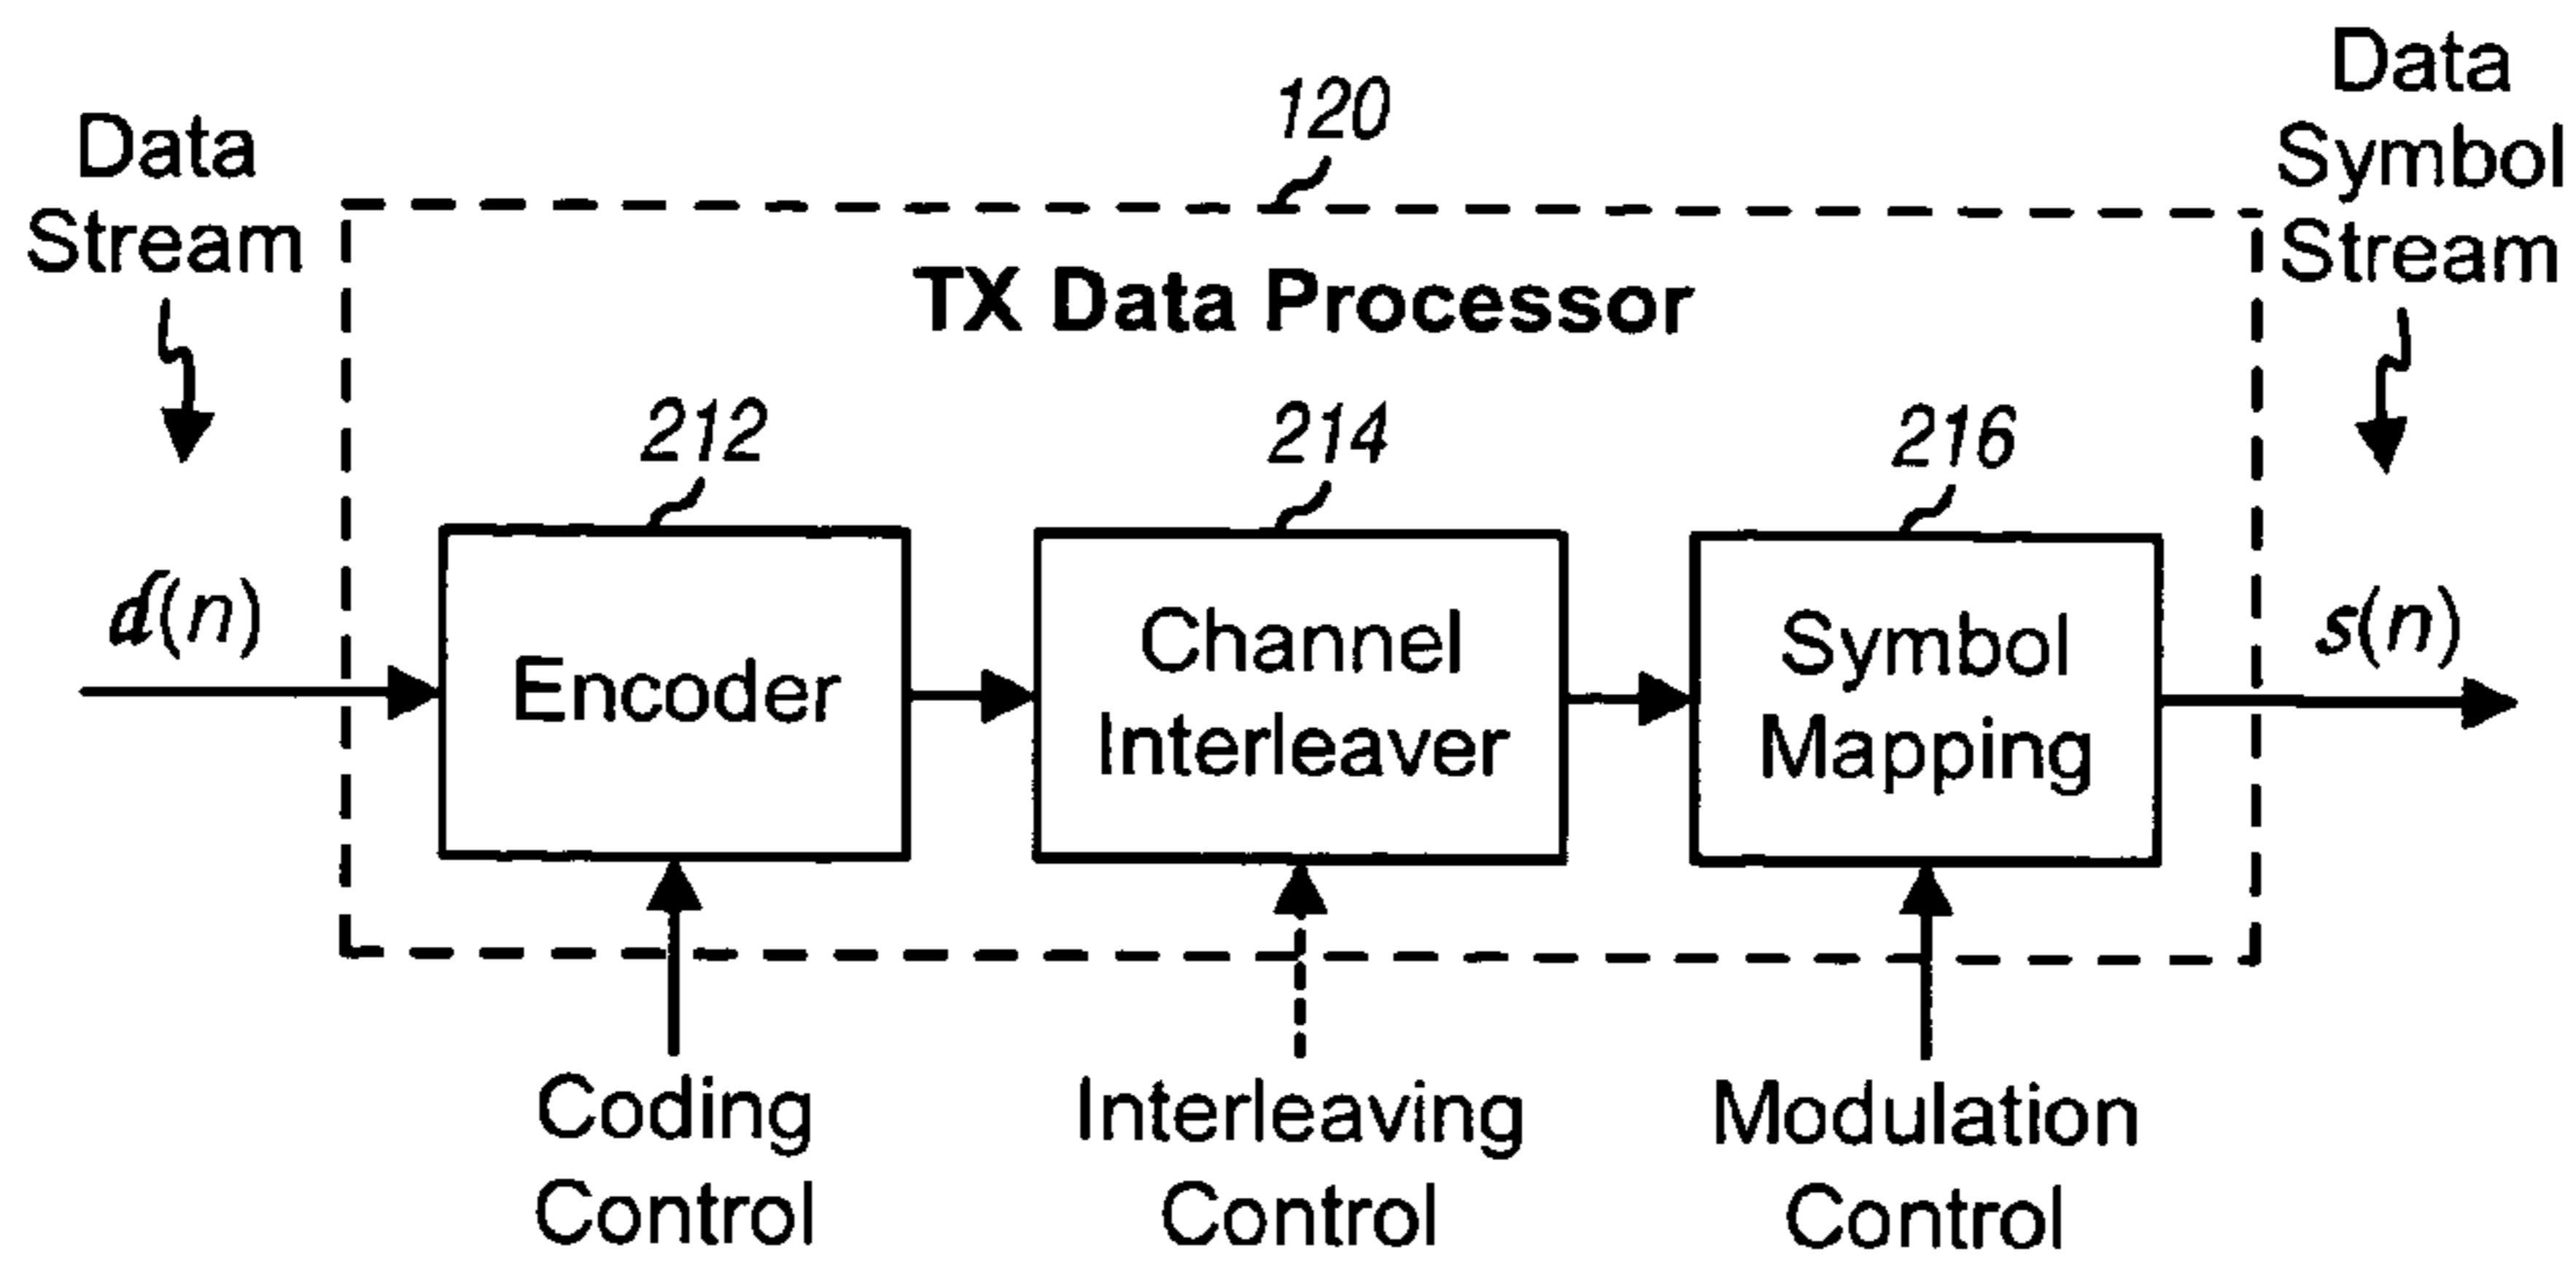 Data
Stream
120
Data
Symbol
Stream
TX Data Processor
212
214
216
d(n)
Encoder
Channel
Interleaver
Symbol
Mapping
s(n)
Coding
Control
Interleaving
Control
Modulation
Control